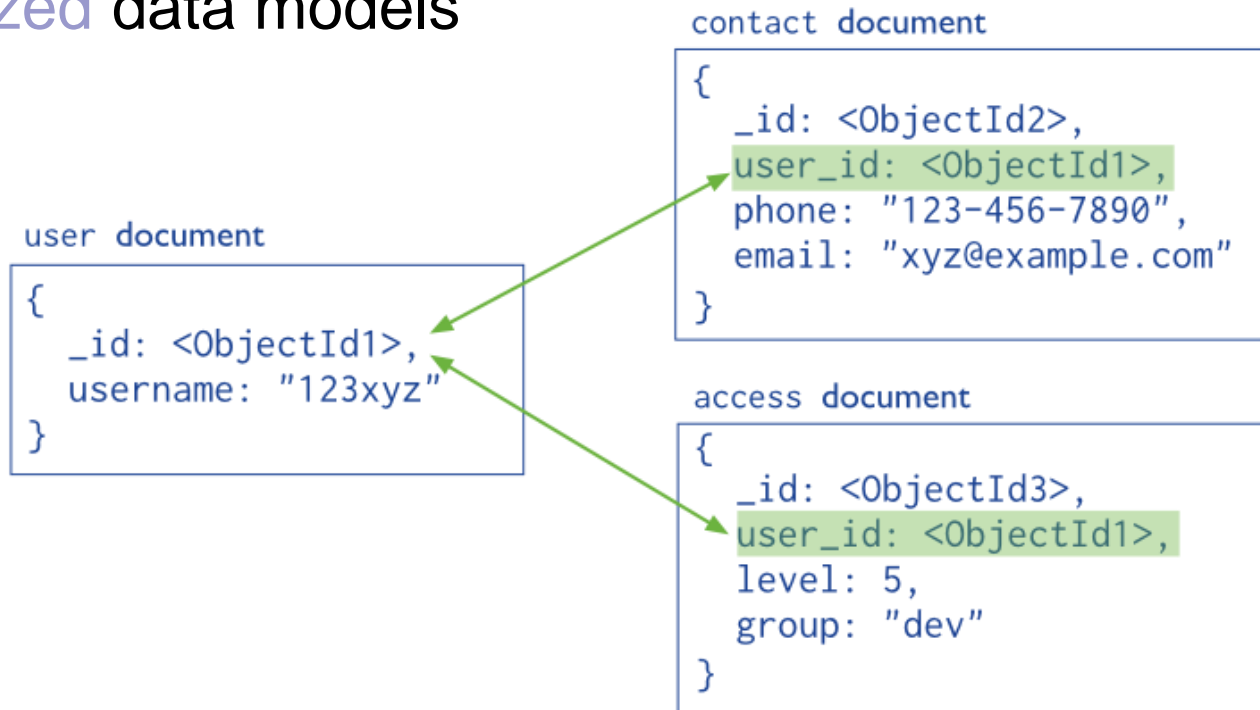 zed data models
contact document
{
_id: <ObjectId2>,
user_id: <ObjectId1>,
phone: "123-456-7890",
email: "xyz@example.com"
}
user document
{
_id: <ObjectId1>,
username: "123xyz"
}
access document
{
_id: <ObjectId3>,
user_id: <ObjectId1>,
level: 5,
group: "dev"
}